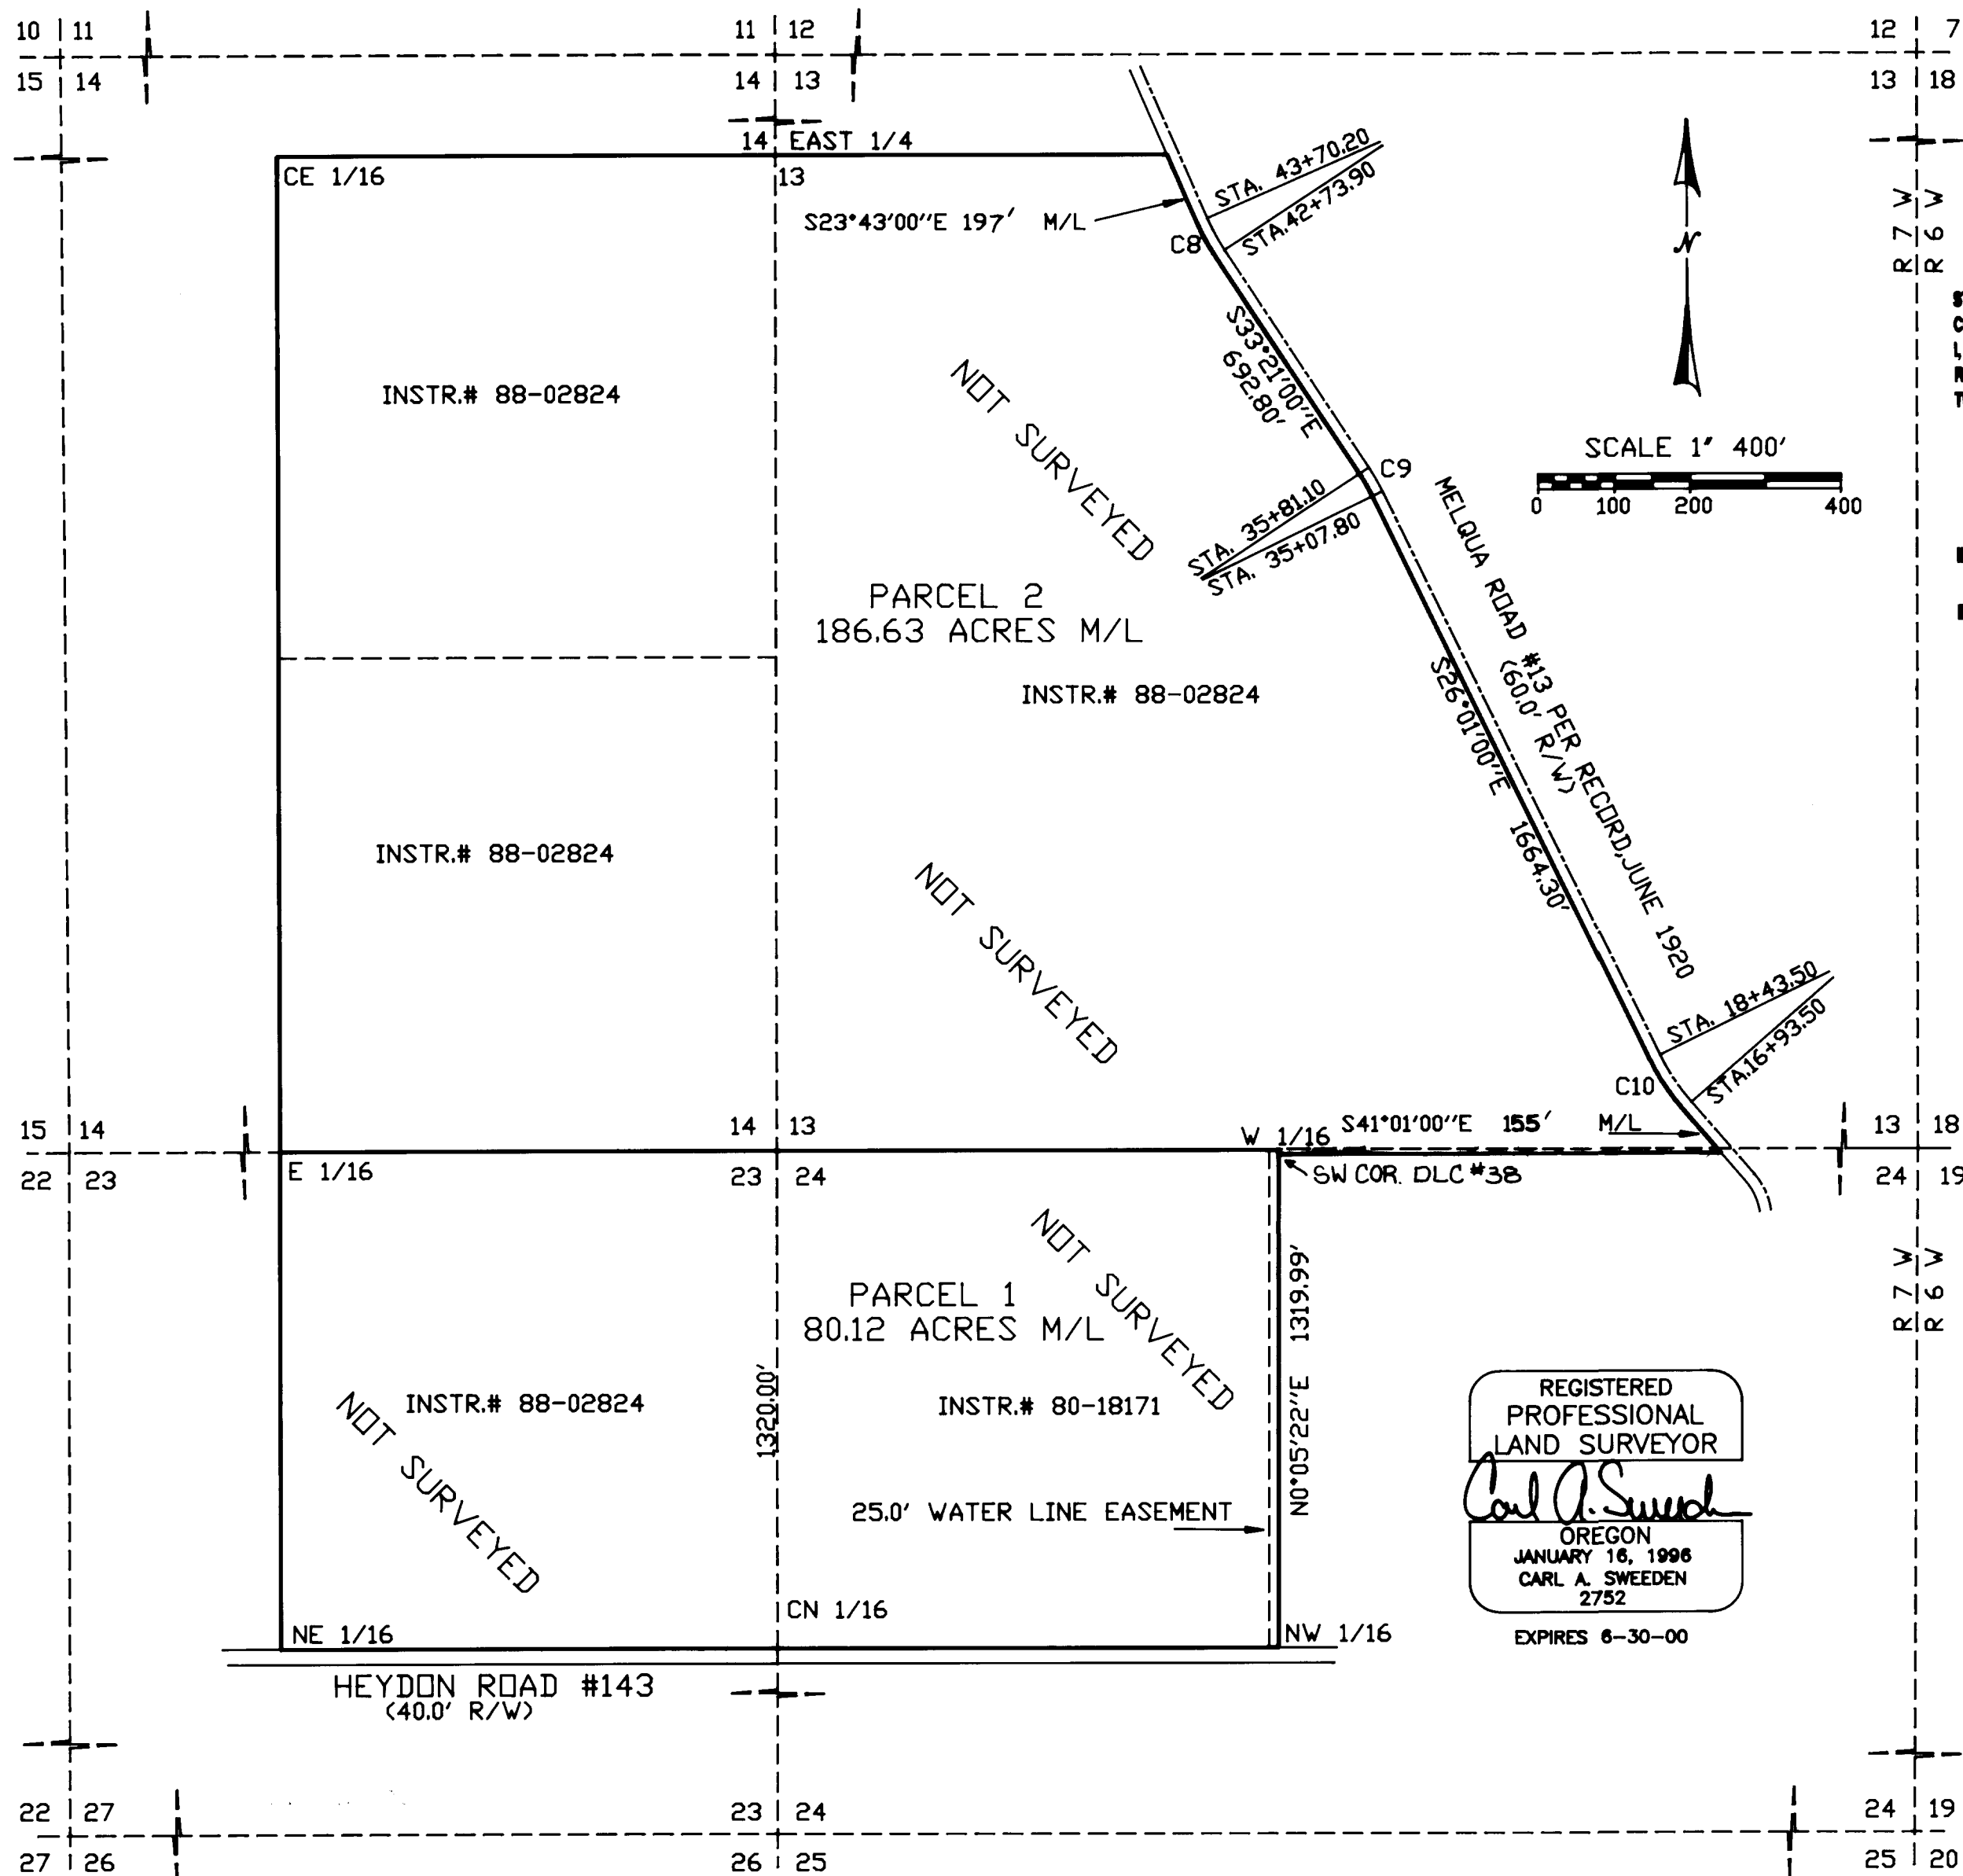 10 11
11 12
12 7
15 14
14 13
13 18
14 EAST 1/4
CE 1/16
13
STA. 43+70.20
STA.42+73.90
S23°43'00''E 197' M/L
C8
R 7 W
R 6 W
INSTR.# 88-02824
NOT SURVEYED
S33°21'00''E
692.80'
SCALE 1" 400'
0 100 200 400
C9
STA. 35+81.10
STA. 35+07.80
MELQUA ROAD #13 PER RECORD,JUNE 1920
(60.0' R/W)
PARCEL 2
186.63 ACRES M/L
INSTR.# 88-02824
S26°01'00''E 1664.30'
INSTR.# 88-02824
NOT SURVEYED
STA. 18+43.50
STA.16+93.50
C10
15 14
14 13
W 1/16
S41°01'00''E 155' M/L
13 18
22 23
E 1/16
23 24
SW COR. DLC #38
24 19
NOT SURVEYED
N0°05'22''E 1319.99'
R 7 W
R 6 W
PARCEL 1
80.12 ACRES M/L
1320.00'
INSTR.# 88-02824
INSTR.# 80-18171
NOT SURVEYED
25.0' WATER LINE EASEMENT
REGISTERED
PROFESSIONAL
LAND SURVEYOR
Carl A. Sweeden
OREGON
JANUARY 16, 1996
CARL A. SWEEDEN
2752
EXPIRES 6-30-00
CN 1/16
NE 1/16
NW 1/16
HEYDON ROAD #143
(40.0' R/W)
22 27
23 24
24 19
27 26
26 25
25 20